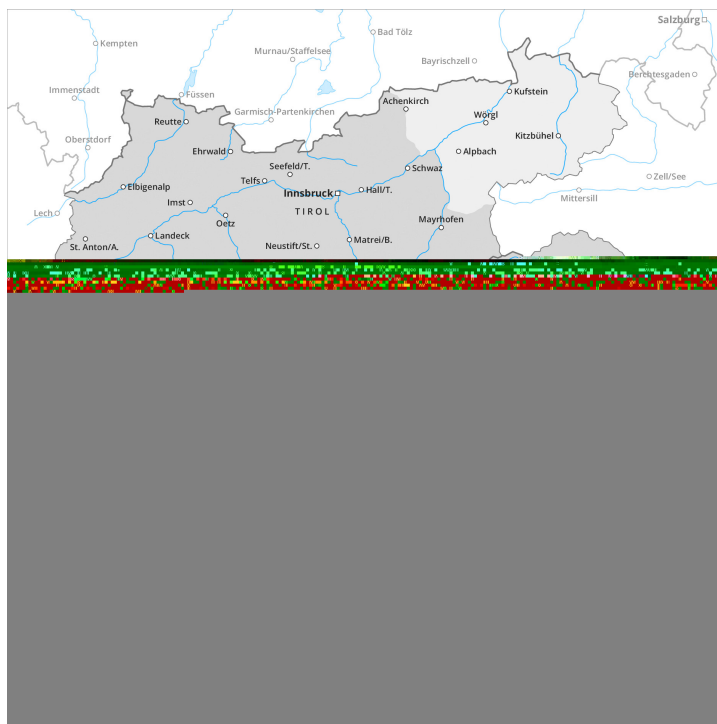 Salzburg
Bad Tölz
Kempten
Murnau/Staffelsee
Bayrischzell
Berchtesgaden
Immenstadt
Füssen
Kufstein
Achenkirch
Garmisch-Partenkirchen
Wörgl
Reutte
Kitzbühel
Oberstdorf
Ehrwald
Alpbach
Seefeld/T.
Schwaz
Zell/See
Telfs
Elbigenalp
Hall/T.
Innsbruck
Mittersill
Imst
TIROL
Lech
Mayrhofen
Oetz
Landeck
Matrei/B.
St. Anton/A.
Neustift/St.